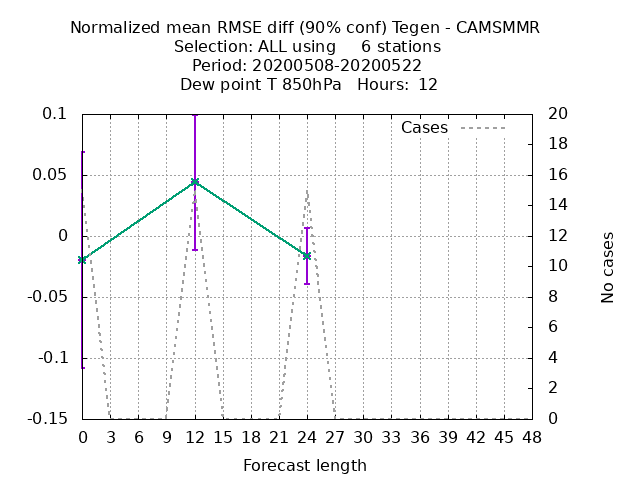 Normalized mean RMSE diff (90% conf) Tegen - CAMSMMR
Selection: ALL using     6 stations
Period: 20200508-20200522
Dew point T 850hPa   Hours:  12
Cases
0.1
0.05
0
-0.05
-0.1
-0.15
20
18
16
14
12
10
8
6
4
2
0
No cases
0 3 6 9 12 15 18 21 24 27 30 33 36 39 42 45 48
Forecast length